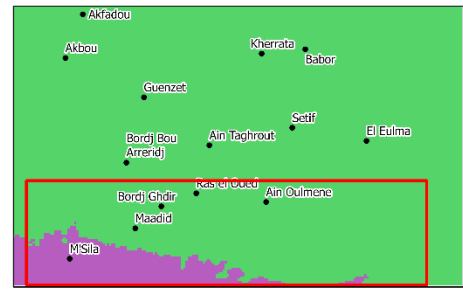 Akfadou
Akbou
Kherrata
Babor
Guenzet
Setif
El Eulma
Bordj Bou
Arreridj
Ain Taghrout
Ras el Oued
Bordj Ghdir
Ain Oulmene
Maadid
M'Sila